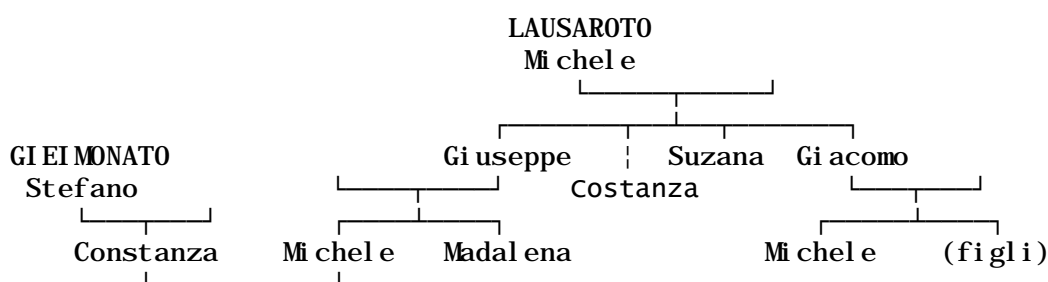 LAUSAROTO
Michele
GIEIMONATO Giuseppe Suzana Giacomo
Stefano Costanza
Constanza Michele Madalena Michele (figli)